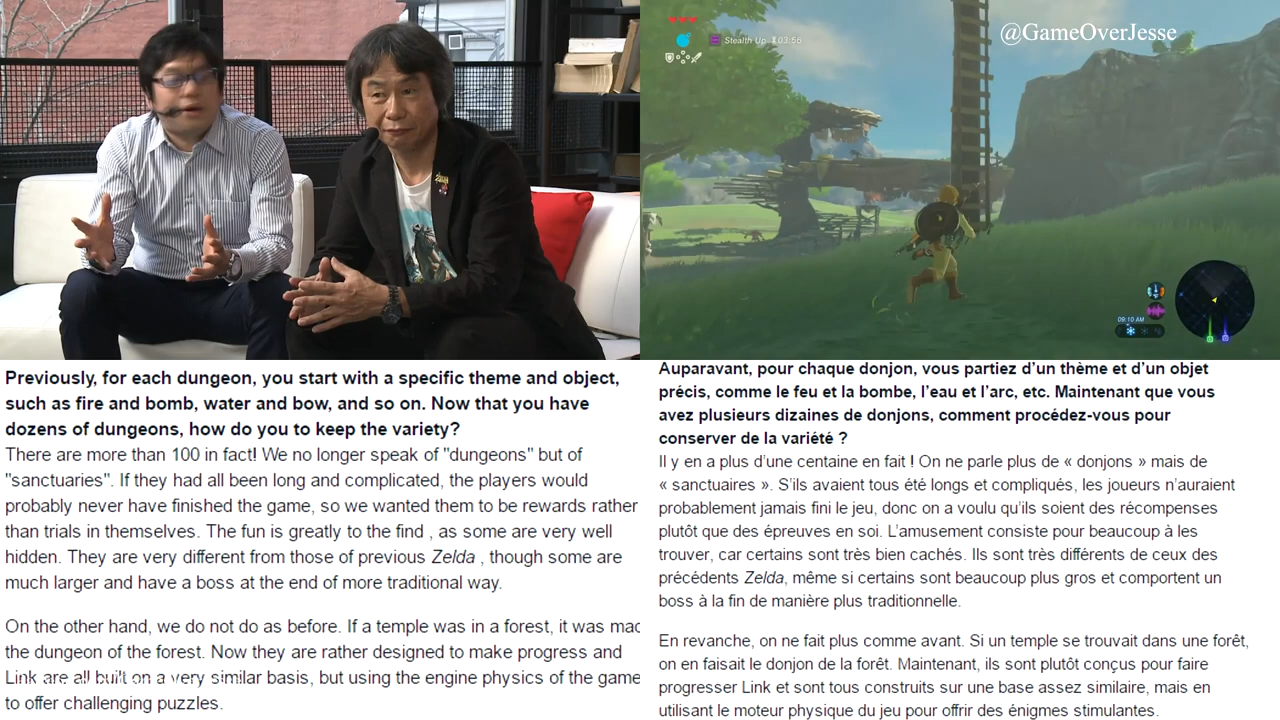 @GameOverJesse
Stealth Up 03:56
09:10 AM
Previously, for each dungeon, you start with a specific theme and object,
such as fire and bomb, water and bow, and so on. Now that you have
dozens of dungeons, how do you to keep the variety?
There are more than 100 in fact! We no longer speak of "dungeons" but of
"sanctuaries". If they had all been long and complicated, the players would
probably never have finished the game, so we wanted them to be rewards rather
than trials in themselves. The fun is greatly to the find , as some are very well
hidden. They are very different from those of previous Zelda , though some are
much larger and have a boss at the end of more traditional way.
On the other hand, we do not do as before. If a temple was in a forest, it was mad
the dungeon of the forest. Now they are rather designed to make progress and
Link are all built on a very similar basis, but using the engine physics of the game
to offer challenging puzzles.
Auparavant, pour chaque donjon, vous partiez d’un thème et d’un objet
précis, comme le feu et la bombe, l’eau et l’arc, etc. Maintenant que vous
avez plusieurs dizaines de donjons, comment procédez-vous pour
conserver de la variété ?
Il y en a plus d’une centaine en fait ! On ne parle plus de « donjons » mais de
« sanctuaires ». S’ils avaient tous été longs et compliqués, les joueurs n’auraient
probablement jamais fini le jeu, donc on a voulu qu’ils soient des récompenses
plutôt que des épreuves en soi. L’amusement consiste pour beaucoup à les
trouver, car certains sont très bien cachés. Ils sont très différents de ceux des
précédents Zelda, même si certains sont beaucoup plus gros et comportent un
boss à la fin de manière plus traditionnelle.
En revanche, on ne fait plus comme avant. Si un temple se trouvait dans une forêt,
on en faisait le donjon de la forêt. Maintenant, ils sont plutôt conçus pour faire
progresser Link et sont tous construits sur une base assez similaire, mais en
utilisant le moteur physique du jeu pour offrir des énigmes stimulantes.